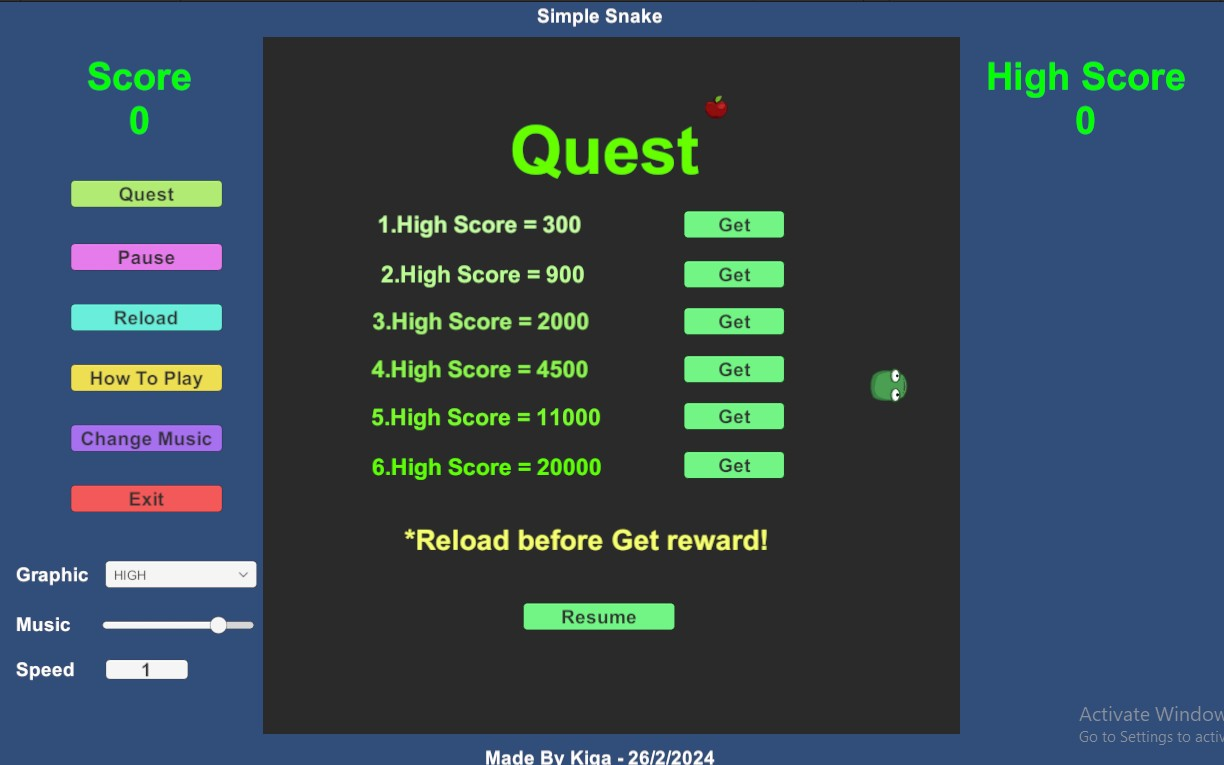 Simple Snake
Score
0
High Score
0
Quest
Pause
Reload
How To Play
Change Music
Exit
Graphic HIGH
Music
Speed 1
Quest
1.High Score = 300 Get
2.High Score = 900 Get
3.High Score = 2000 Get
4.High Score = 4500 Get
5.High Score = 11000 Get
6.High Score = 20000 Get
*Reload before Get reward!
Resume
Activate Window
Go to Settings to activ
Made By Kiga - 26/2/2024